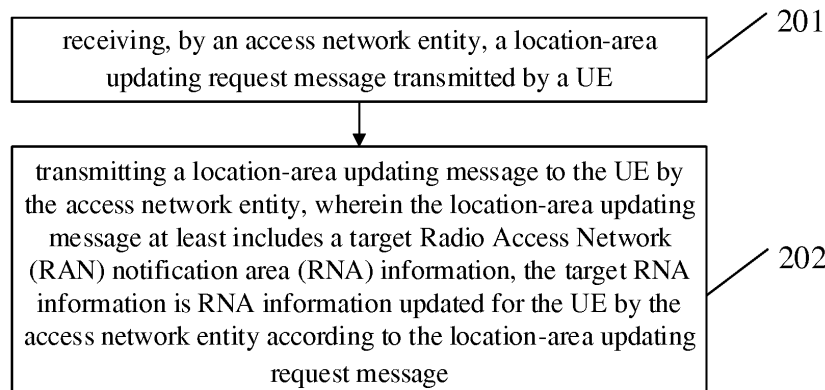 receiving, by an access network entity, a location-area
updating request message transmitted by a UE
201
transmitting a location-area updating message to the UE by
the access network entity, wherein the location-area updating
message at least includes a target Radio Access Network
(RAN) notification area (RNA) information, the target RNA
information is RNA information updated for the UE by the
access network entity according to the location-area updating
request message
202